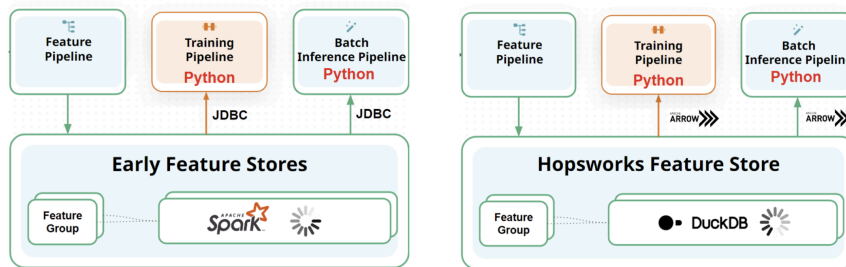 Feature
Pipeline
Training
Pipeline
Python
Batch
Inference Pipeline
Python
JDBC
JDBC
Early Feature Stores
Feature
Group
APACHE
Spark
Feature
Pipeline
Training
Pipeline
Python
Batch
Inference Pipeline
Python
ARROW
ARROW
Hopsworks Feature Store
Feature
Group
DuckDB